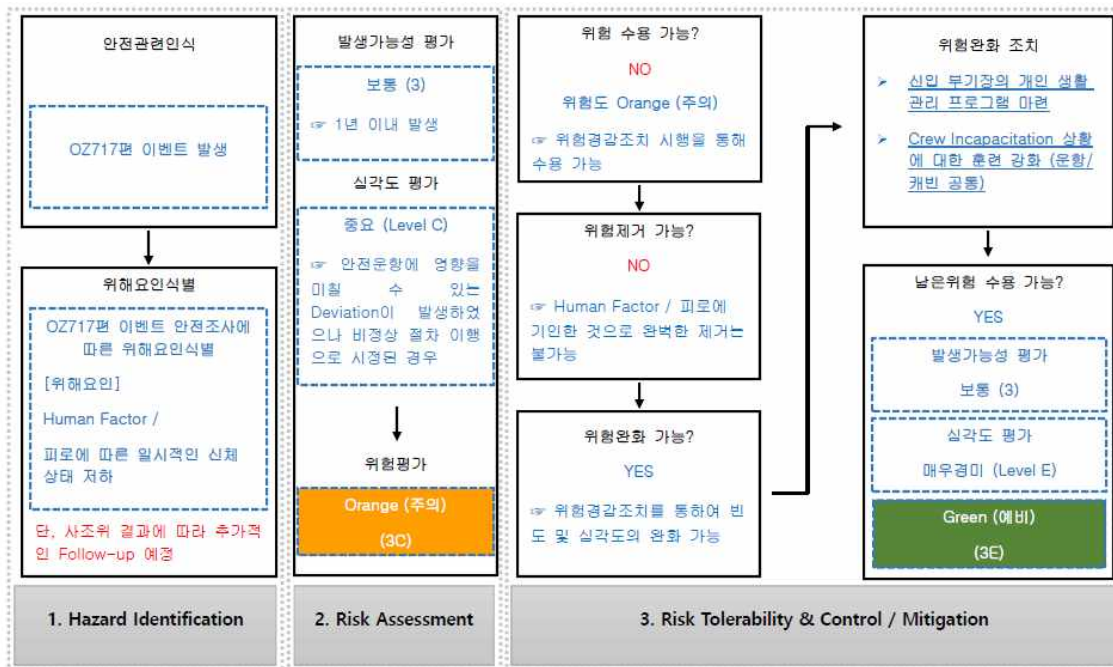 안전관련인식
OZ717편 이벤트 발생
위해요인식별
OZ717편 이벤트 안전조사에
따른 위해요인식별
[위해요인]
Human Factor /
피로에 따른 일시적인 신체
상태 저하
단, 사조위 결과에 따라 추가적
인 Follow-up 예정
1. Hazard Identification
발생가능성 평가
보통 (3)
☞ 1년 이내 발생
심각도 평가
중요 (Level C)
☞ 안전운항에 영향을
미칠 수 있는
Deviation이 발생하였
으나 비정상 절차 이행
으로 시정된 경우
위험평가
Orange (주의)
(3C)
2. Risk Assessment
위험 수용 가능?
NO
위험도 Orange (주의)
☞ 위험경감조치 시행을 통해
수용 가능
위험제거 가능?
NO
☞ Human Factor / 피로에
기인한 것으로 완벽한 제거는
불가능
위험완화 가능?
YES
☞ 위험경감조치를 통하여 빈
도 및 심각도의 완화 가능
위험완화 조치
➢ 신입 부기장의 개인 생활
관리 프로그램 마련
➢ Crew Incapacitation 상황
에 대한 훈련 강화 (운항/
캐빈 공통)
남은위험 수용 가능?
YES
발생가능성 평가
보통 (3)
심각도 평가
매우경미 (Level E)
Green (예비)
(3E)
3. Risk Tolerability & Control / Mitigation